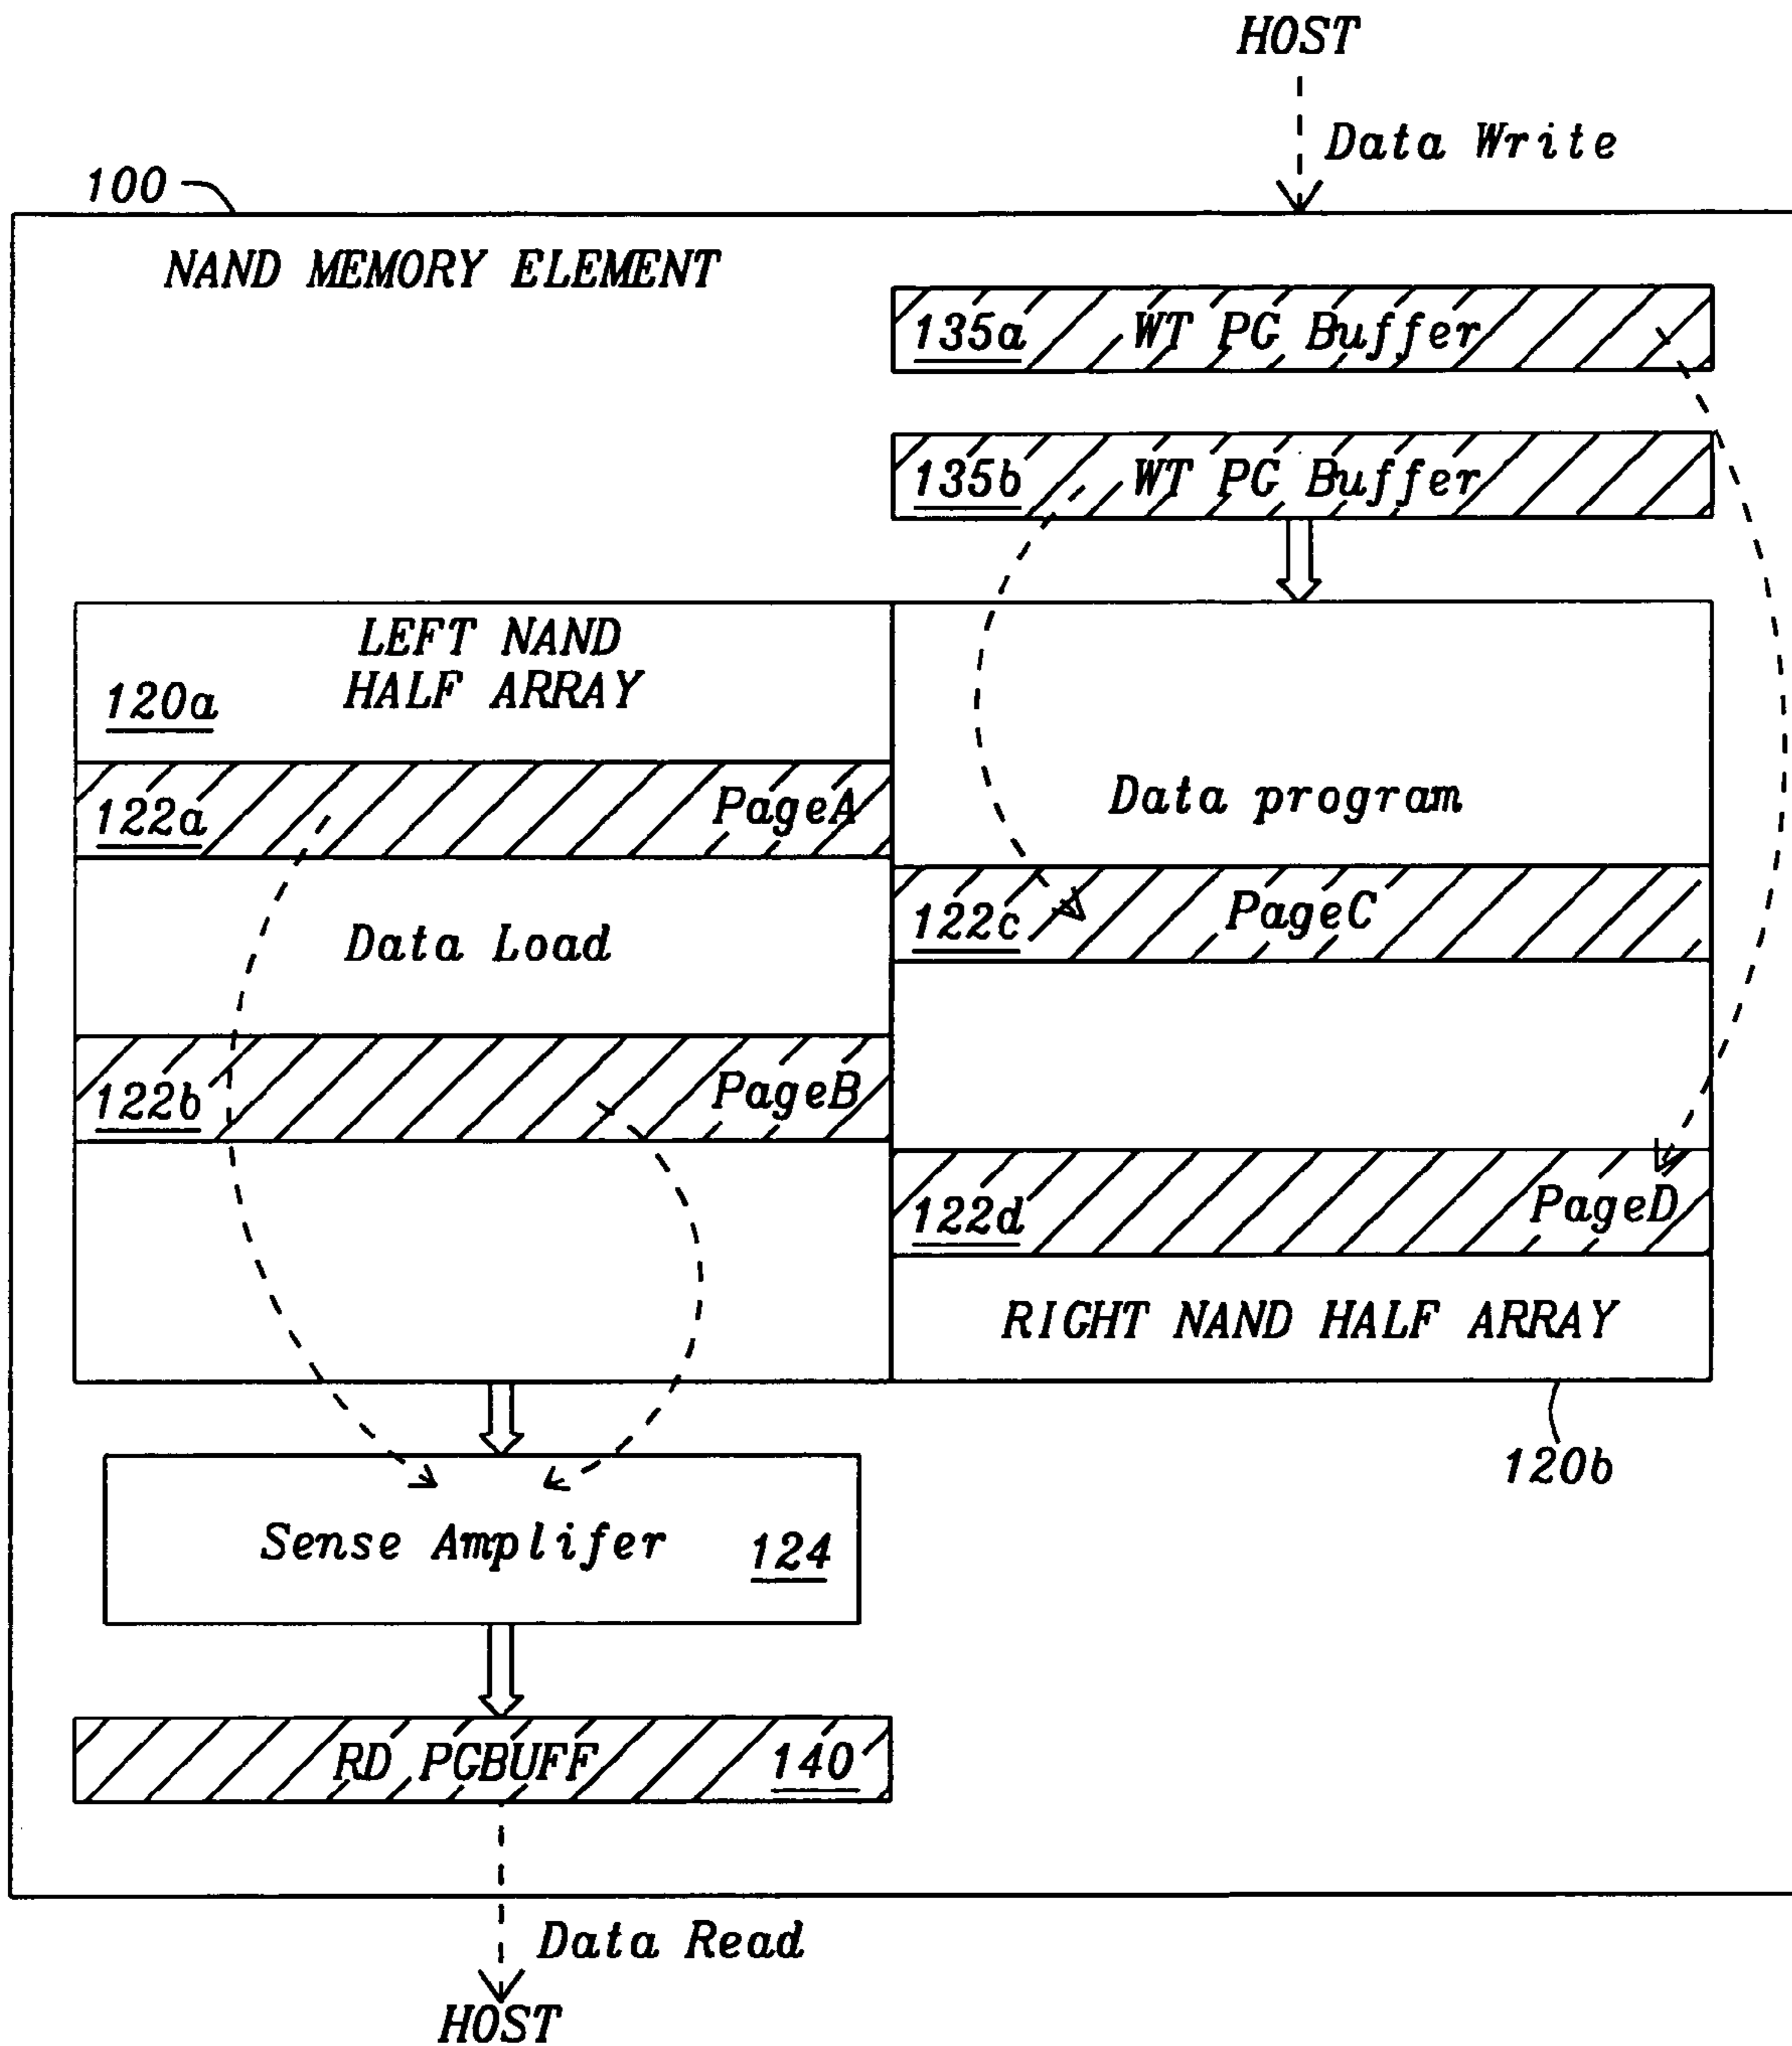 HOST
Data Write
100
NAND MEMORY ELEMENT
135a WT PG Buffer
135b WT PG Buffer
LEFT NAND
HALF ARRAY
120a
122a PageA
Data program
122c PageC
Data Load
122b PageB
122d PageD
RIGHT NAND HALF ARRAY
120b
Sense Amplifer 124
RD PGBUFF 140
Data Read
HOST